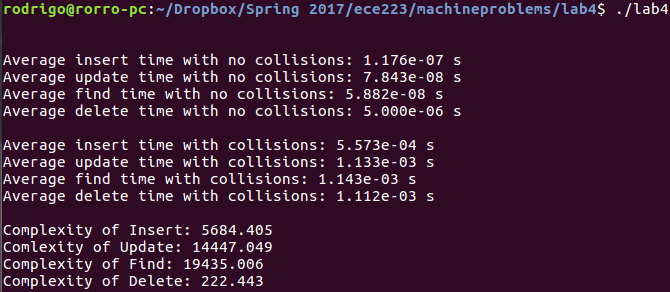 rodrigo@rorro-pc:~/Dropbox/Spring 2017/ece223/machineproblems/lab4$ ./lab4
Average insert time with no collisions: 1.176e-07 s
Average update time with no collisions: 7.843e-08 s
Average find time with no collisions: 5.882e-08 s
Average delete time with no collisions: 5.000e-06 s
Average insert time with collisions: 5.573e-04 s
Average update time with collisions: 1.133e-03 s
Average find time with collisions: 1.143e-03 s
Average delete time with collisions: 1.112e-03 s
Complexity of Insert: 5684.405
Comlexity of Update: 14447.049
Complexity of Find: 19435.006
Complexity of Delete: 222.443